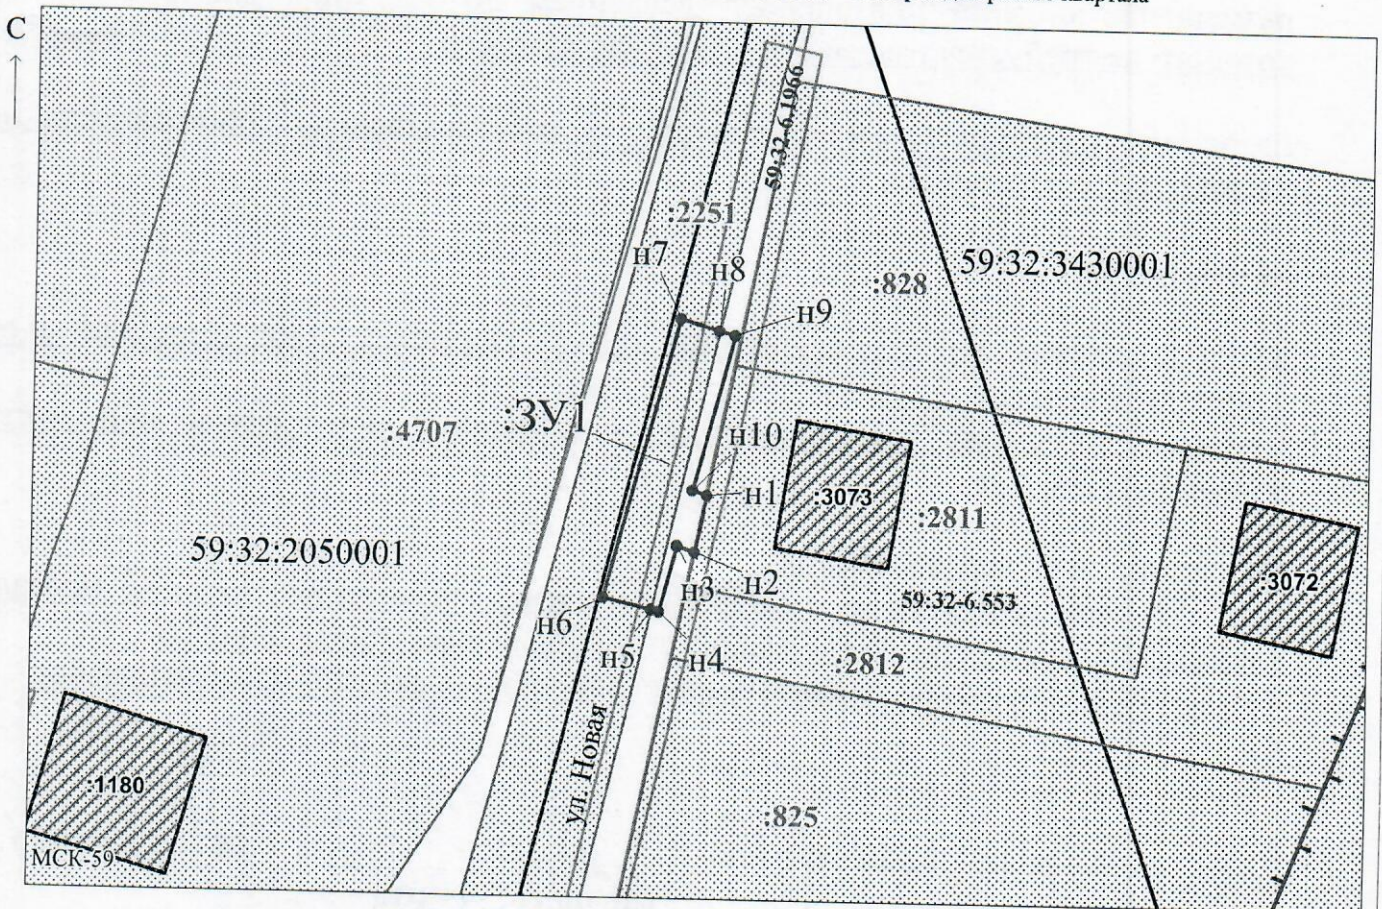 квартала
С
59:32-6.1966
:2251
н7
н8
59:32:3430001
:828
н9
:ЗУ1
:4707
н10
н1
:3073
:2811
59:32:2050001
н2
:3072
н3
59:32-6.553
н6
н5
н4
:2812
ул. Новая
:1180
:825
МСК-59